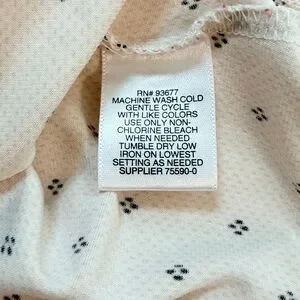 RN# 93677
MACHINE WASH COLD
GENTLE CYCLE
WITH LIKE COLORS
USE ONLY NON-
CHLORINE BLEACH
WHEN NEEDED
TUMBLE DRY LOW
IRON ON LOWEST
SETTING AS NEEDED
SUPPLIER 75590-0